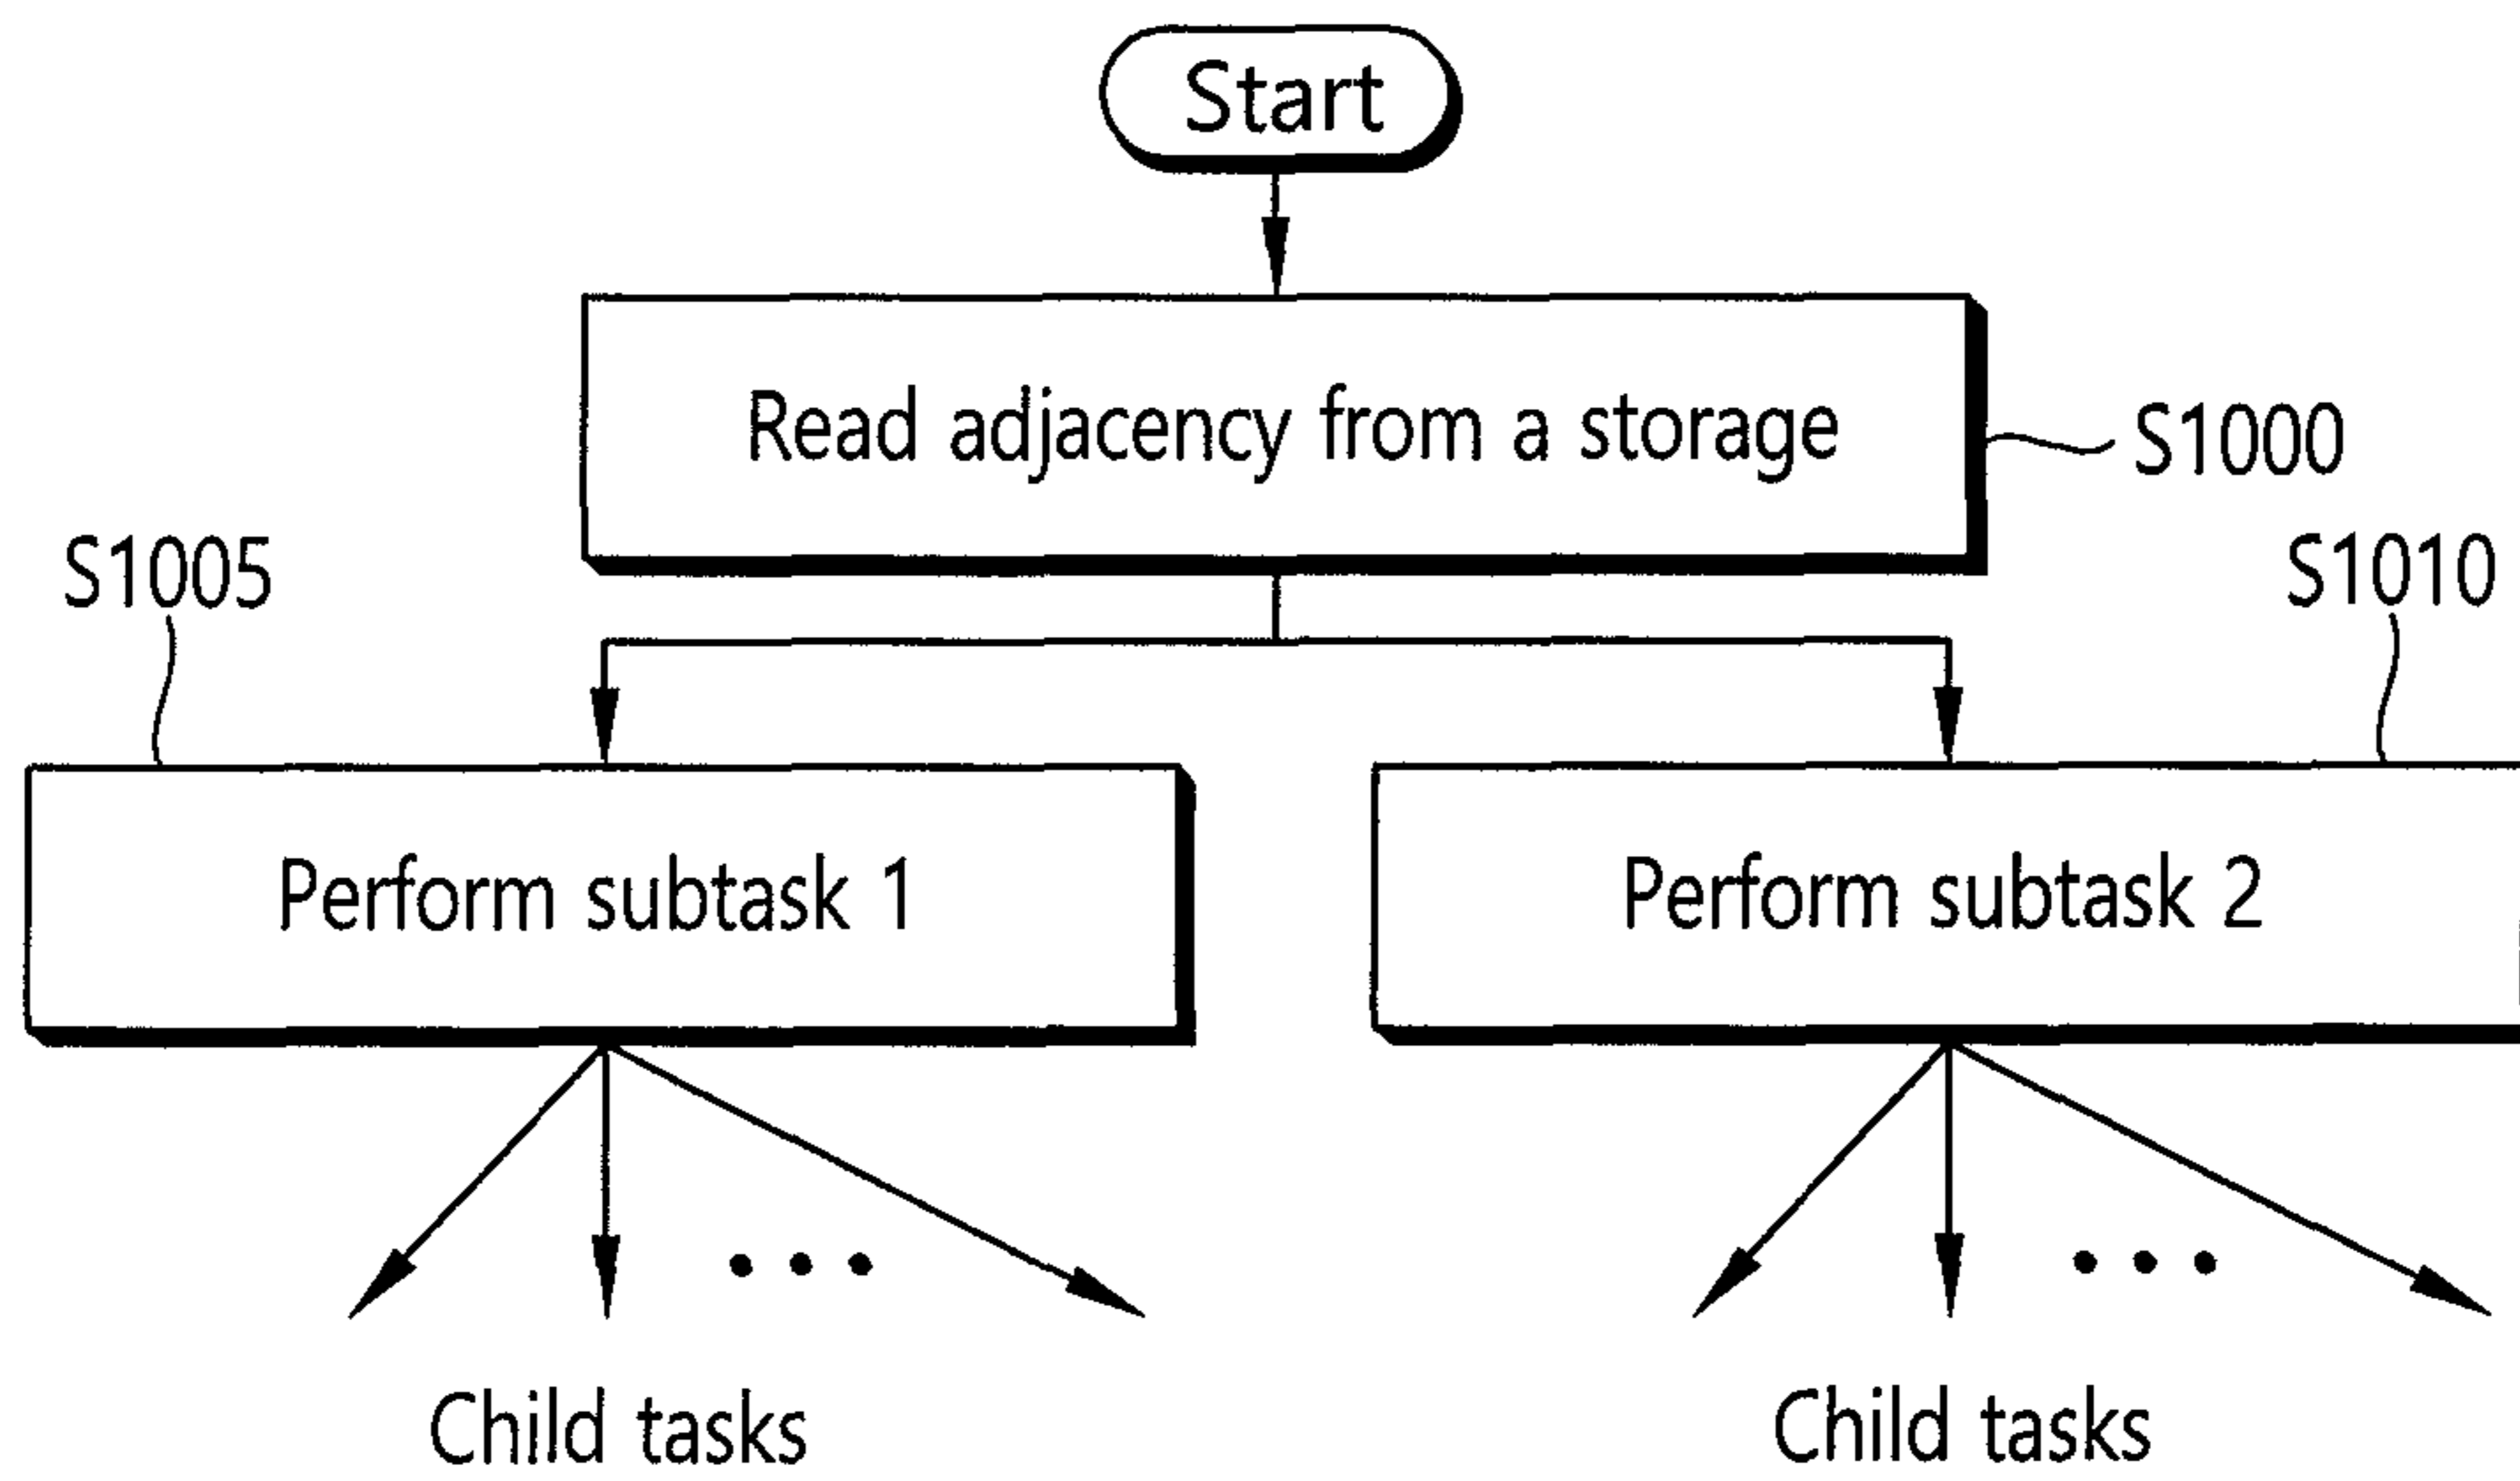 Start
Read adjacency from a storage
S1000
S1005
S1010
Perform subtask 1
Perform subtask 2
Child tasks
Child tasks